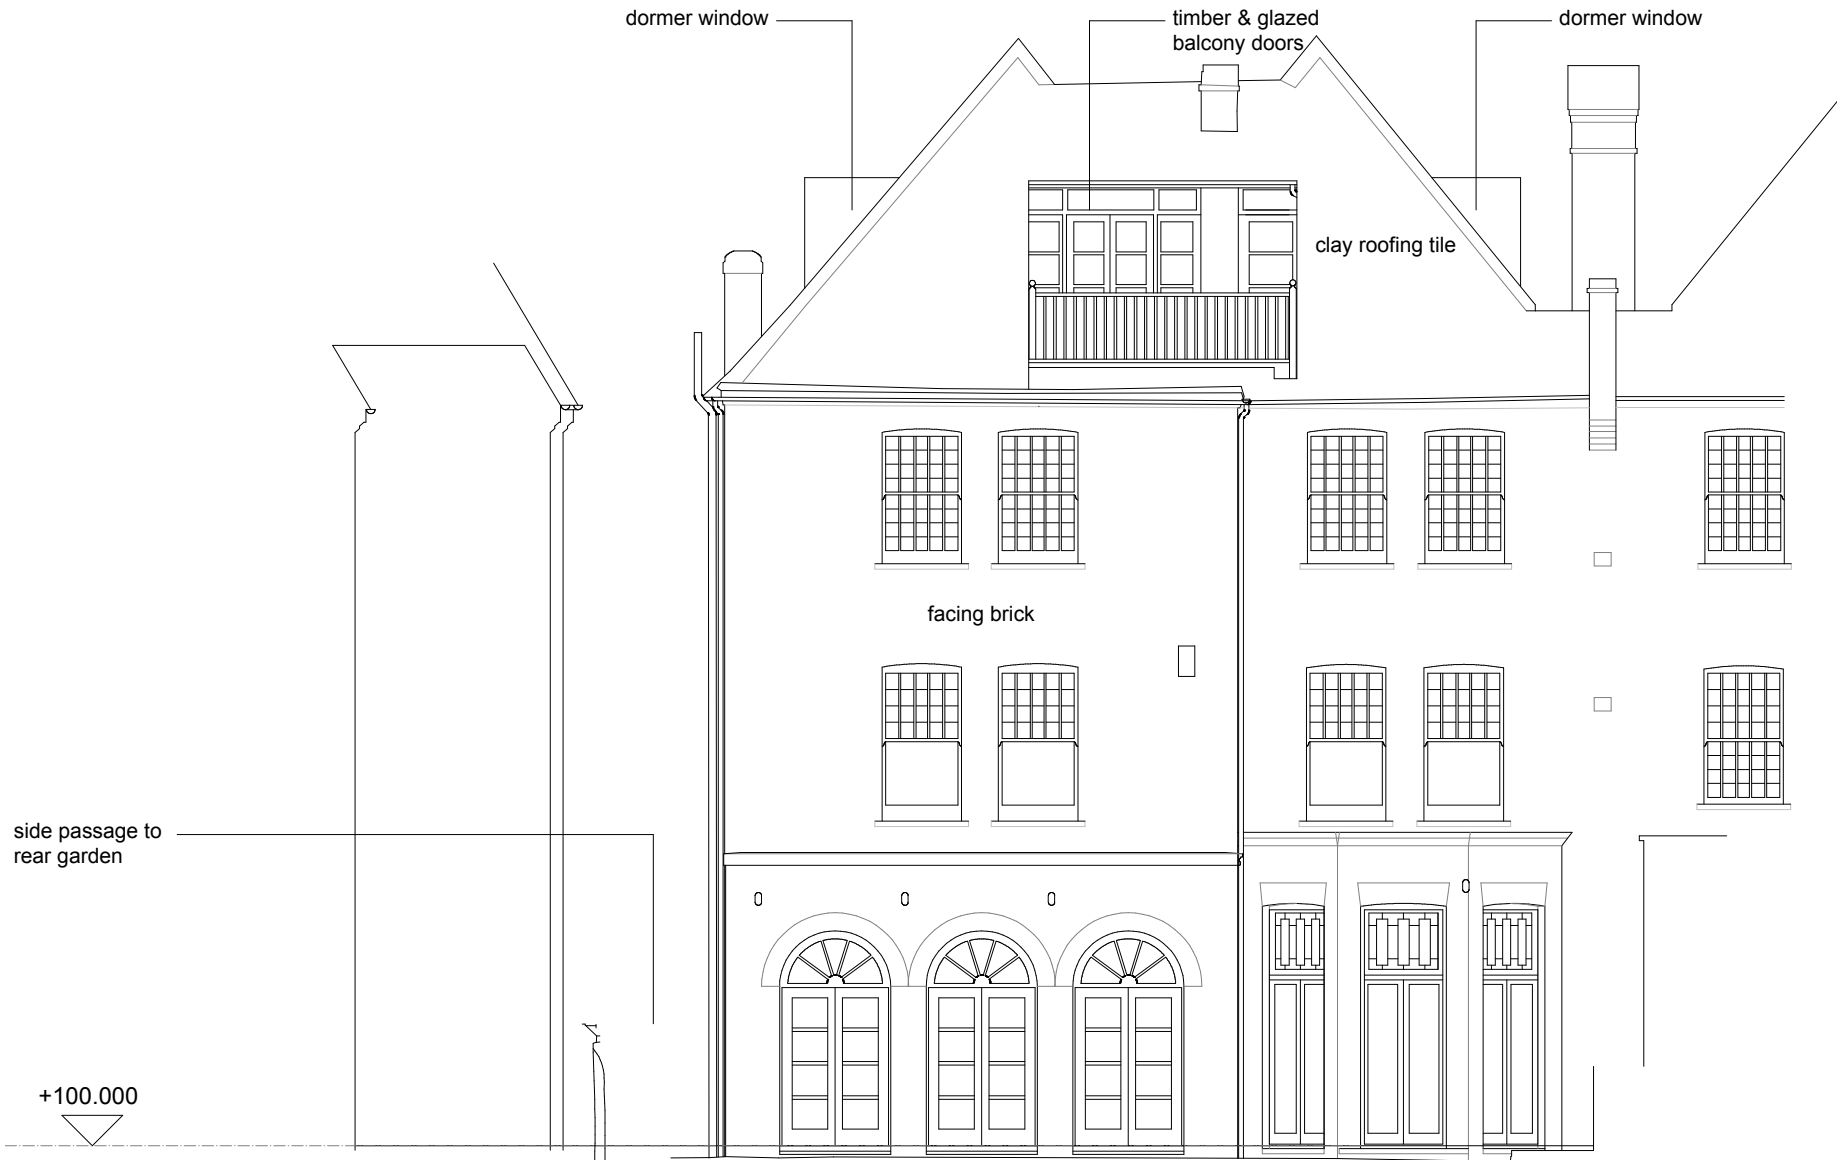 dormer window
timber & glazed
balcony doors
dormer window
clay roofing tile
facing brick
side passage to
rear garden
+100.000